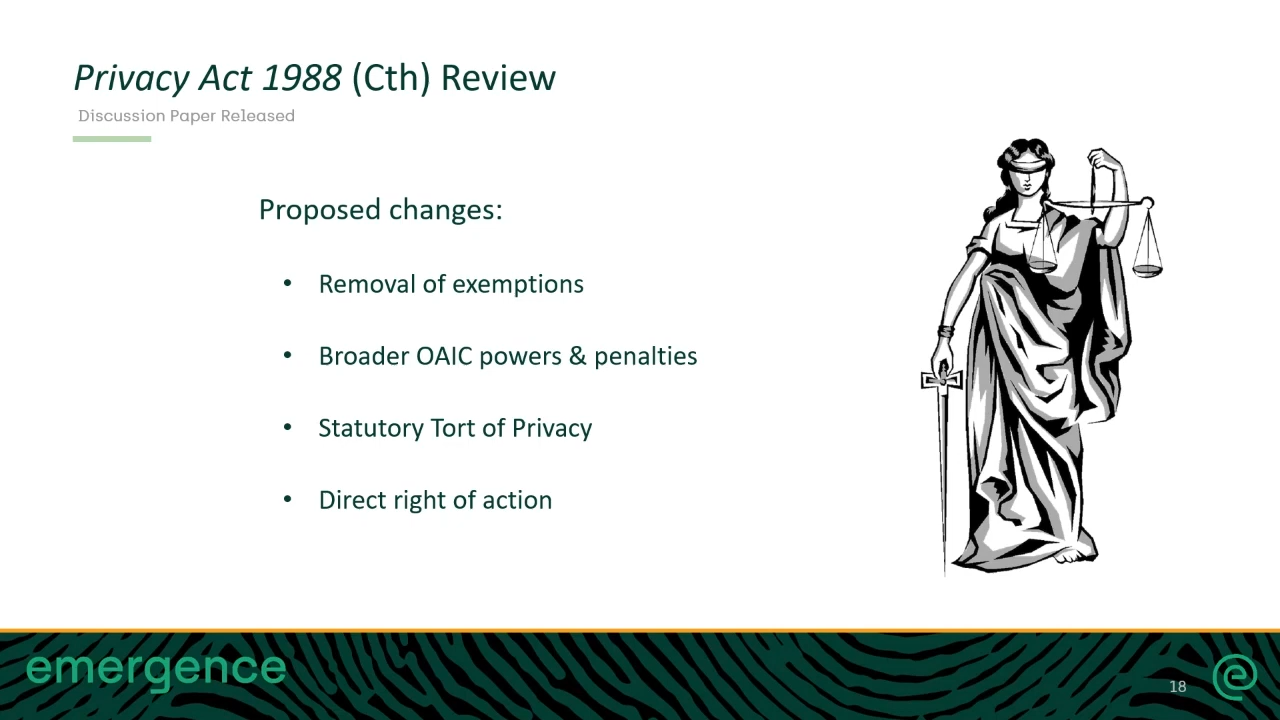 Privacy Act 1988 (Cth) Review
Discussion Paper Released
Proposed changes:
• Removal of exemptions
• Broader OAIC powers & penalties
• Statutory Tort of Privacy
• Direct right of action
emergence
18
e